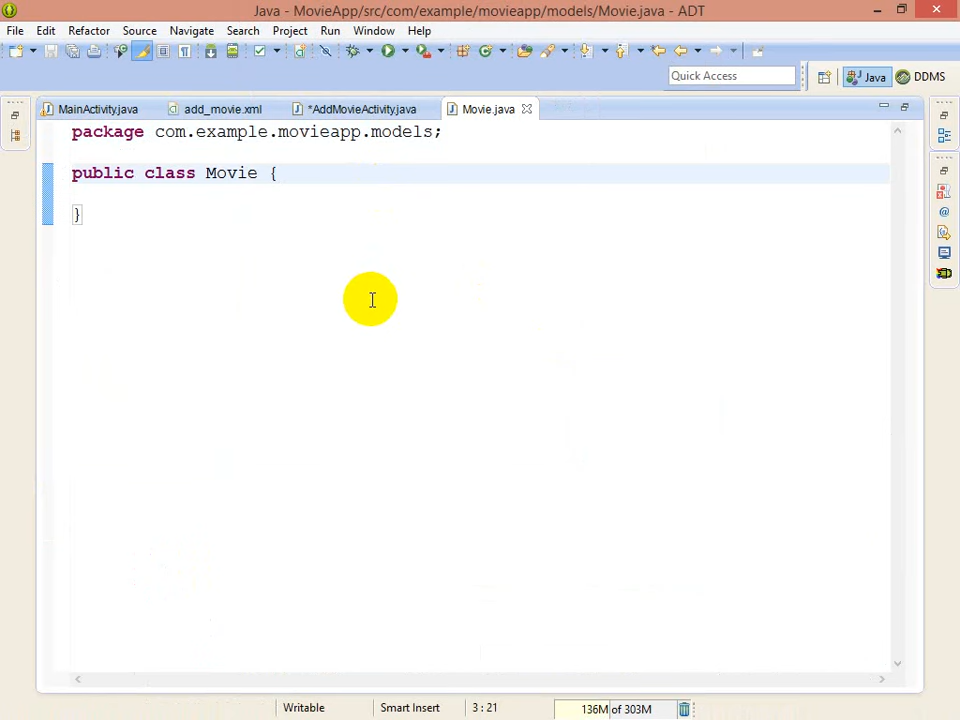 Java - MovieApp/src/com/example/movieapp/models/Movie.java - ADT
File Edit Refactor Source Navigate Search Project Run Window Help
Quick Access
Java
DDMS
MainActivity.java
add_movie.xml
*AddMovieActivity.java
Movie.java
package com.example.movieapp.models;
public class Movie {
}
Writable
Smart Insert
3 : 21
136M of 303M